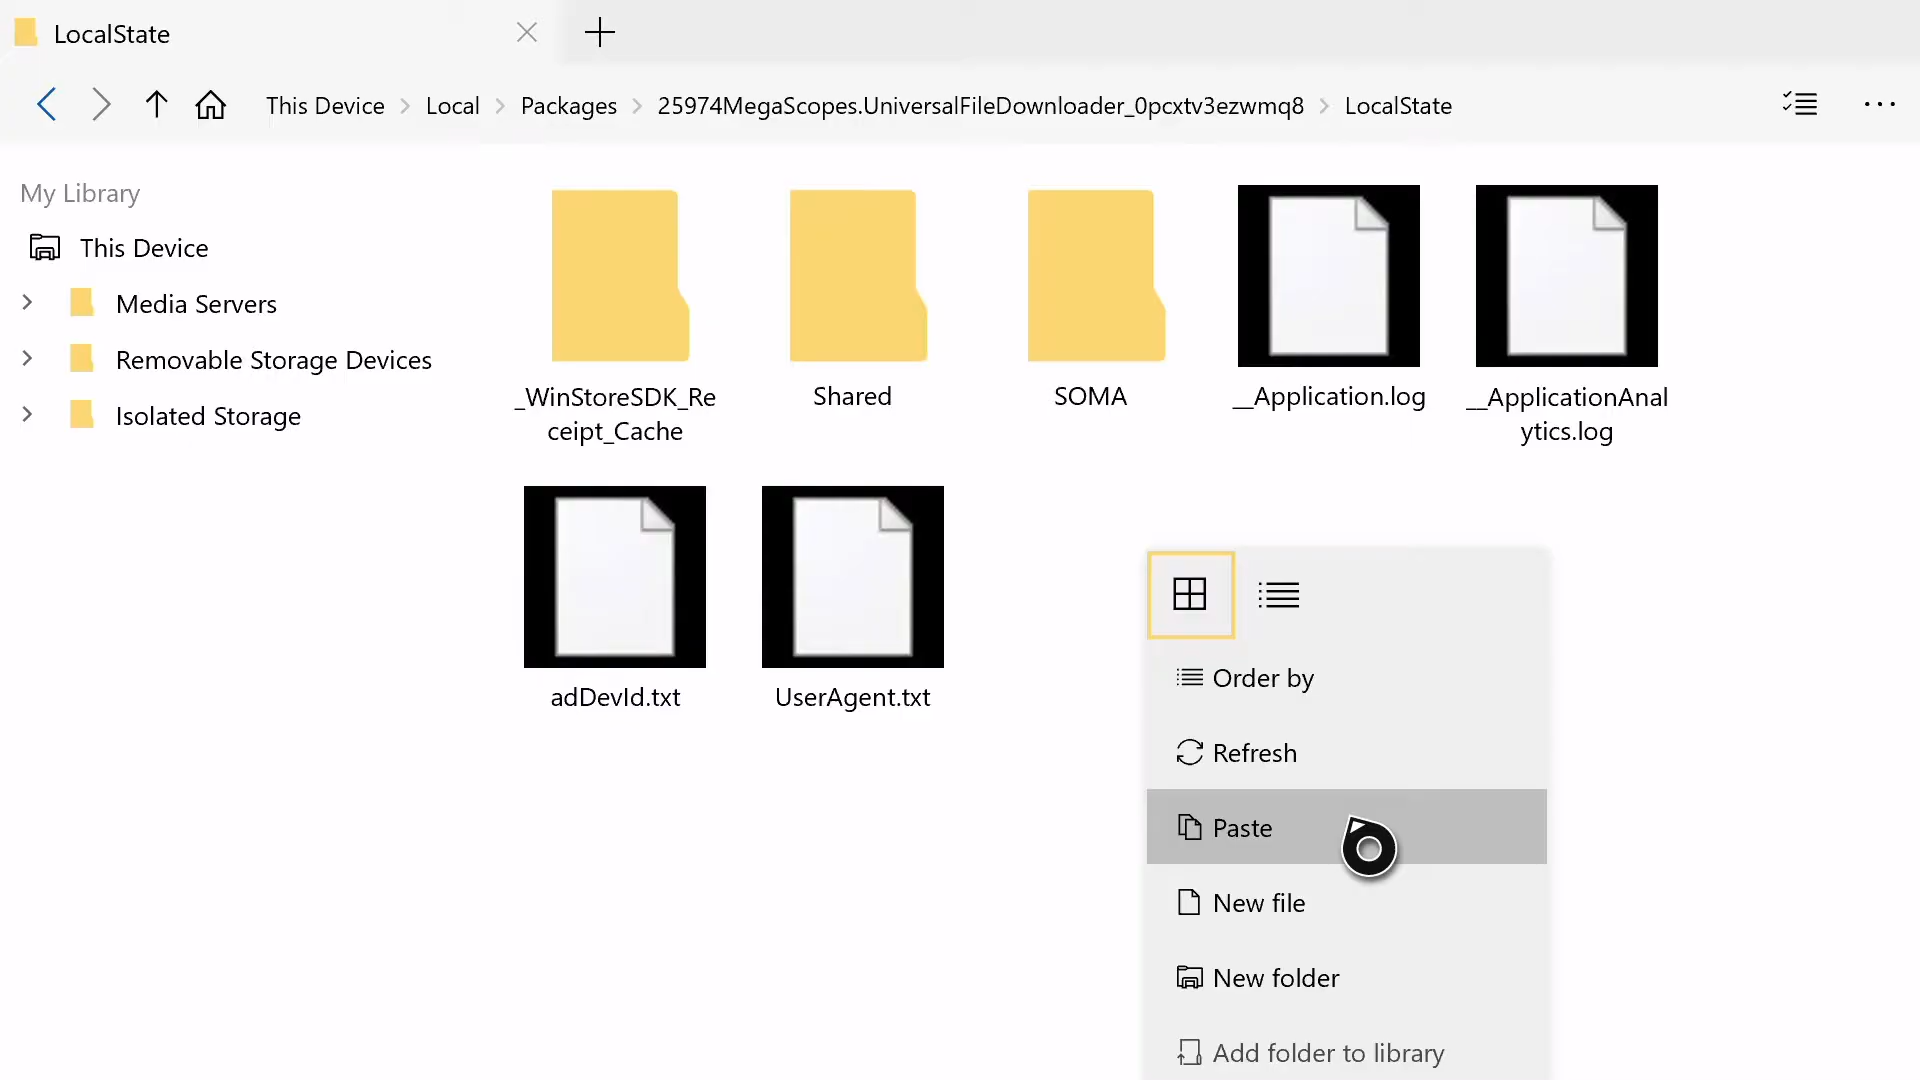 LocalState
This Device
Local
Packages
25974MegaScopes.UniversalFileDownloader_0pcxtv3ezwmq8
LocalState
My Library
This Device
Media Servers
Removable Storage Devices
Isolated Storage
_WinStoreSDK_Re
ceipt_Cache
Shared
SOMA
__Application.log
__ApplicationAnal
ytics.log
adDevId.txt
UserAgent.txt
Order by
Refresh
Paste
New file
New folder
Add folder to library